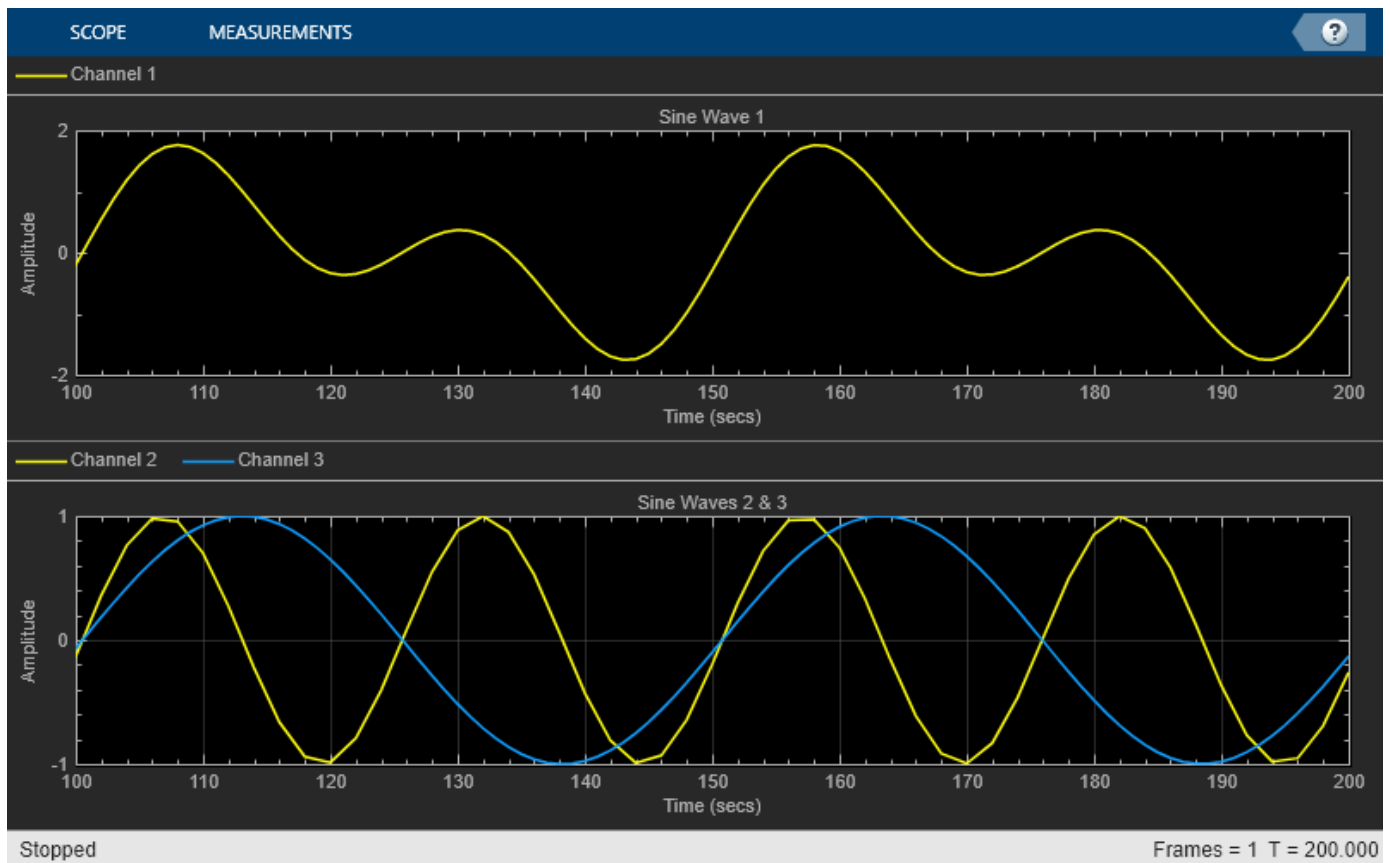 SCOPE MEASUREMENTS ?
Channel 1
Sine Wave 1
2
0
-2
Amplitude
100 110 120 130 140 150 160 170 180 190 200
Time (secs)
Channel 2 Channel 3
Sine Waves 2 & 3
1
0
-1
Amplitude
100 110 120 130 140 150 160 170 180 190 200
Time (secs)
Stopped Frames = 1 T = 200.000